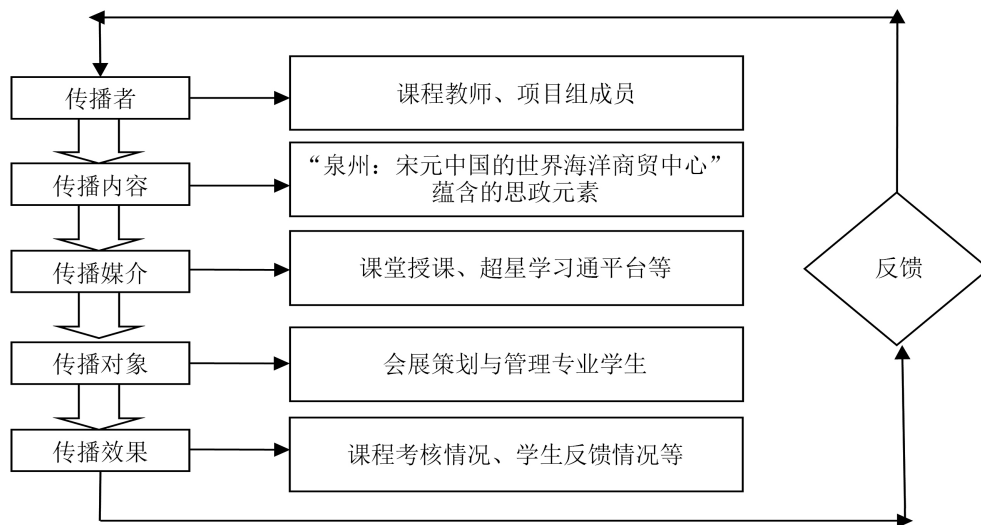 传播者
课程教师、项目组成员
传播内容
“泉州：宋元中国的世界海洋商贸中心”
蕴含的思政元素
传播媒介
课堂授课、超星学习通平台等
反馈
传播对象
会展策划与管理专业学生
传播效果
课程考核情况、学生反馈情况等